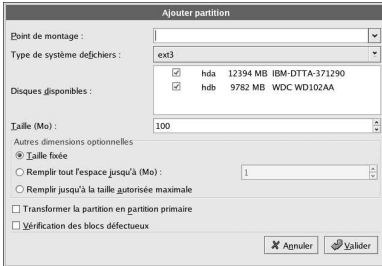 Ajouter partition
Point de montage :
Type de système defichiers : ext3
hda 12394 MB IBM-DTTA-371290
hdb 9782 MB WDC WD102AA
Disques disponibles :
Taille (Mo) : 100
Autres dimensions optionnelles
Taille fixée
Remplir tout l'espace jusqu'à (Mo) : 1
Remplir jusqu'à la taille autorisée maximale
Transformer la partition en partition primaire
Vérification des blocs défectueux
Annuler Valider